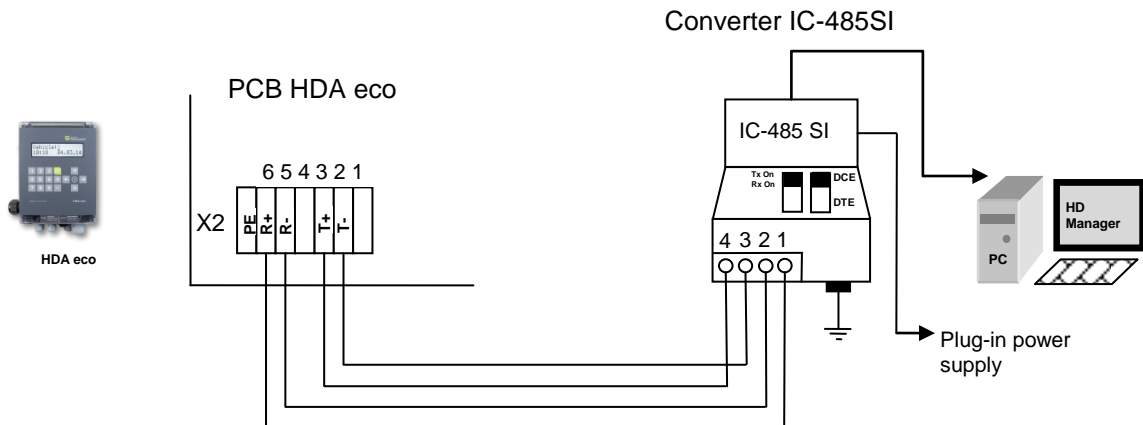 Converter IC-485SI
PCB HDA eco
IC-485 SI
Tx On
Rx On
DCE
DTE
6 5 4 3 2 1
X2
PE
R+
R-
T+
T-
4 3 2 1
HDA eco
HD
Manager
PC
Plug-in power
supply